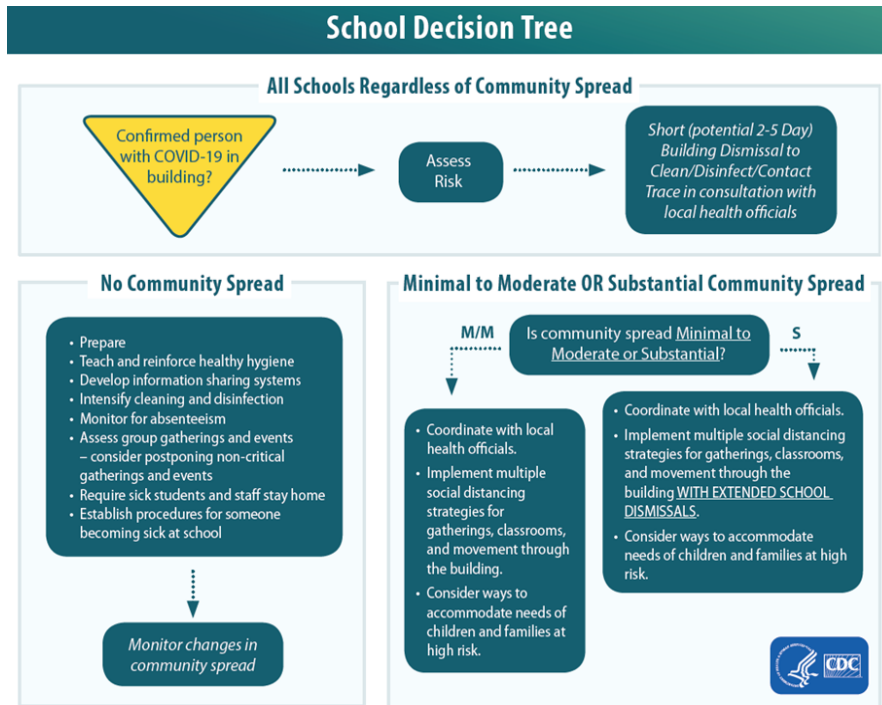 School Decision Tree
All Schools Regardless of Community Spread
Confirmed person
with COVID-19 in
building?
Assess
Risk
Short (potential 2-5 Day)
Building Dismissal to
Clean/Disinfect/Contact
Trace in consultation with
local health officials
No Community Spread
• Prepare
• Teach and reinforce healthy hygiene
• Develop information sharing systems
• Intensify cleaning and disinfection
• Monitor for absenteeism
• Assess group gatherings and events
– consider postponing non-critical
gatherings and events
• Require sick students and staff stay home
• Establish procedures for someone
becoming sick at school
Monitor changes in
community spread
Minimal to Moderate OR Substantial Community Spread
M/M
Is community spread Minimal to
Moderate or Substantial?
S
• Coordinate with local
health officials.
• Implement multiple
social distancing
strategies for
gatherings, classrooms,
and movement through
the building.
• Consider ways to
accommodate needs of
children and families at
high risk.
• Coordinate with local health officials.
• Implement multiple social distancing
strategies for gatherings, classrooms,
and movement through the
building WITH EXTENDED SCHOOL
DISMISSALS.
• Consider ways to accommodate
needs of children and families at high
risk.
CDC